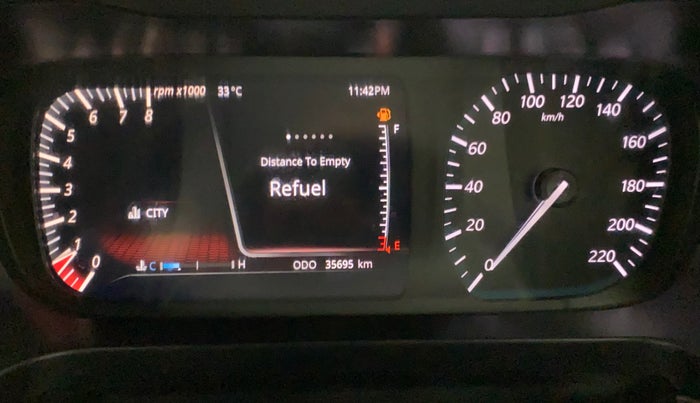 rpm x1000 33°C 11:42PM
0 1 2 3 4 5 6 7 8
F
Distance To Empty
Refuel
CITY
E
C H ODO 35695 km
0 20 40 60 80 100 120 140 160 180 200 220
km/h